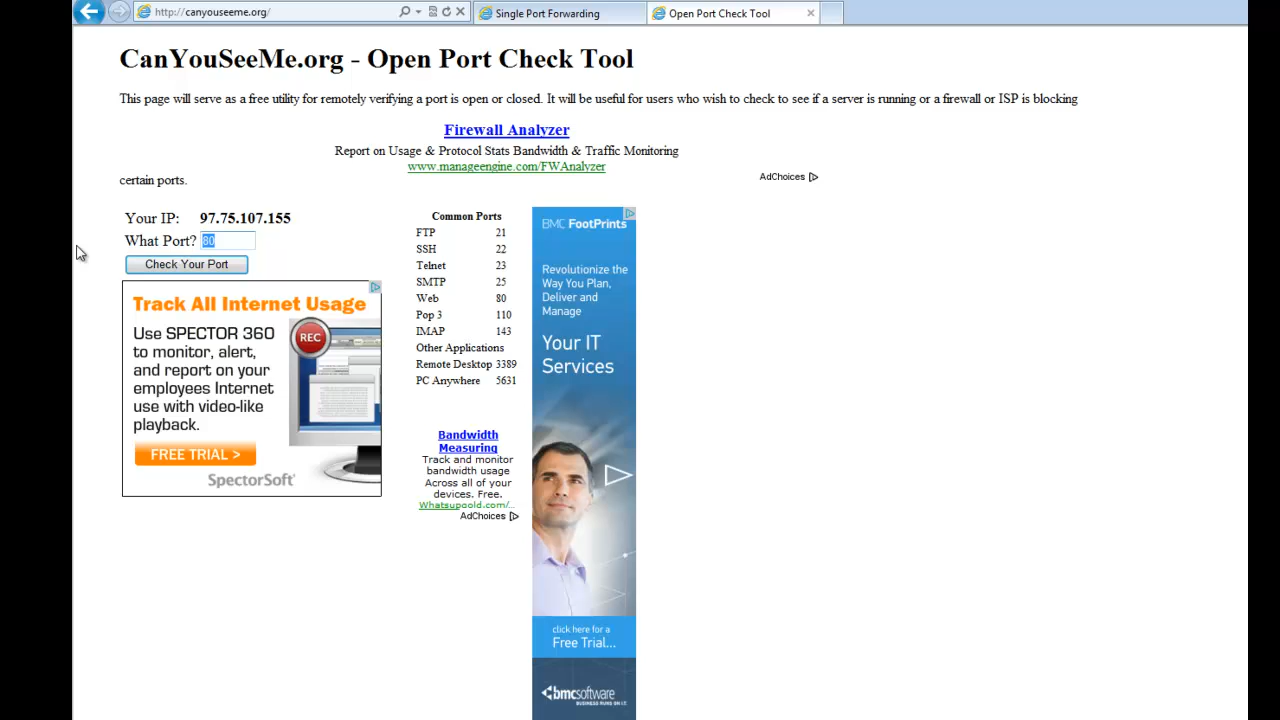 http://canyouseeme.org/
Single Port Forwarding
Open Port Check Tool
CanYouSeeMe.org - Open Port Check Tool
This page will serve as a free utility for remotely verifying a port is open or closed. It will be useful for users who wish to check to see if a server is running or a firewall or ISP is blocking
Firewall Analyzer
Report on Usage & Protocol Stats Bandwidth & Traffic Monitoring
www.manageengine.com/FWAnalyzer
AdChoices
certain ports.
Your IP: 97.75.107.155
What Port? 80
Check Your Port
Track All Internet Usage
Use SPECTOR 360
to monitor, alert,
and report on your
employees Internet
use with video-like
playback.
REC
FREE TRIAL >
SpectorSoft
Common Ports
FTP 21
SSH 22
Telnet 23
SMTP 25
Web 80
Pop 3 110
IMAP 143
Other Applications
Remote Desktop 3389
PC Anywhere 5631
Bandwidth
Measuring
Track and monitor
bandwidth usage
Across all of your
devices. Free.
Whatsupgold.com/...
AdChoices
BMC FootPrints
Revolutionize the
Way You Plan,
Deliver and
Manage
Your IT
Services
click here for a
Free Trial...
bmcsoftware
BUSINESS RUNS ON I.T.